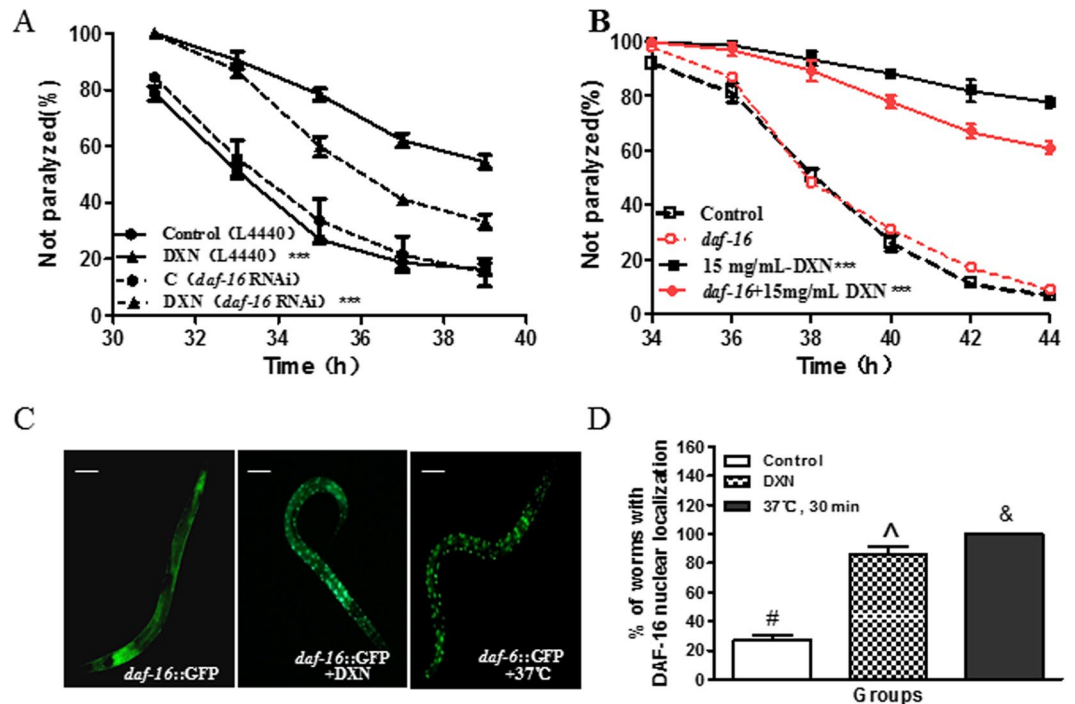 A
Not paralyzed(%)
100
80
60
40
20
0
Control (L4440)
DXN (L4440) ***
C (daf-16 RNAi)
DXN (daf-16 RNAi) ***
30 32 34 36 38 40
Time (h)
B
Not paralyzed(%)
100
80
60
40
20
0
Control
daf-16
15 mg/mL-DXN***
daf-16+15mg/mL DXN ***
34 36 38 40 42 44
Time (h)
C
daf-16::GFP
daf-16::GFP
+DXN
daf-6::GFP
+37℃
D
% of worms with
DAF-16 nuclear localization
160
140
120
100
80
60
40
20
0
Control
DXN
37℃, 30 min
#
^
&
Groups